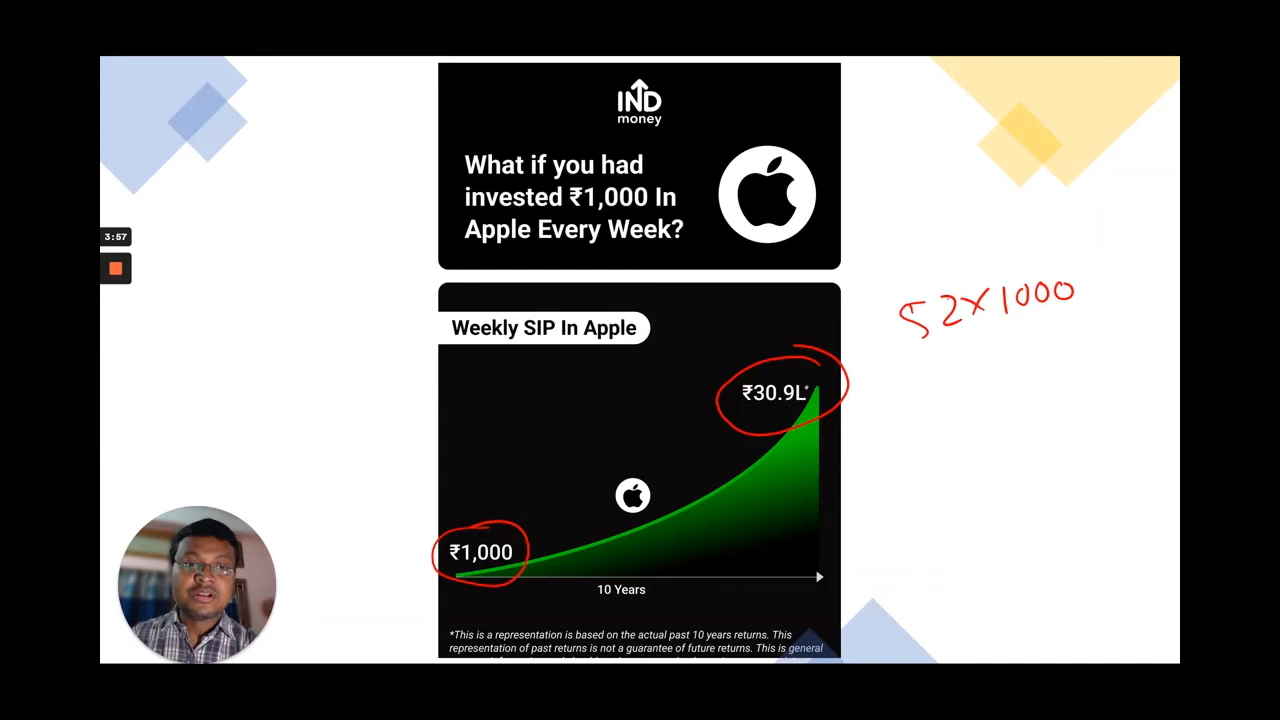 IND
money
What if you had
invested ₹1,000 In
Apple Every Week?
3:57
52×1000
Weekly SIP In Apple
₹30.9L*
₹1,000
10 Years
*This is a representation is based on the actual past 10 years returns. This
representation of past returns is not a guarantee of future returns. This is general